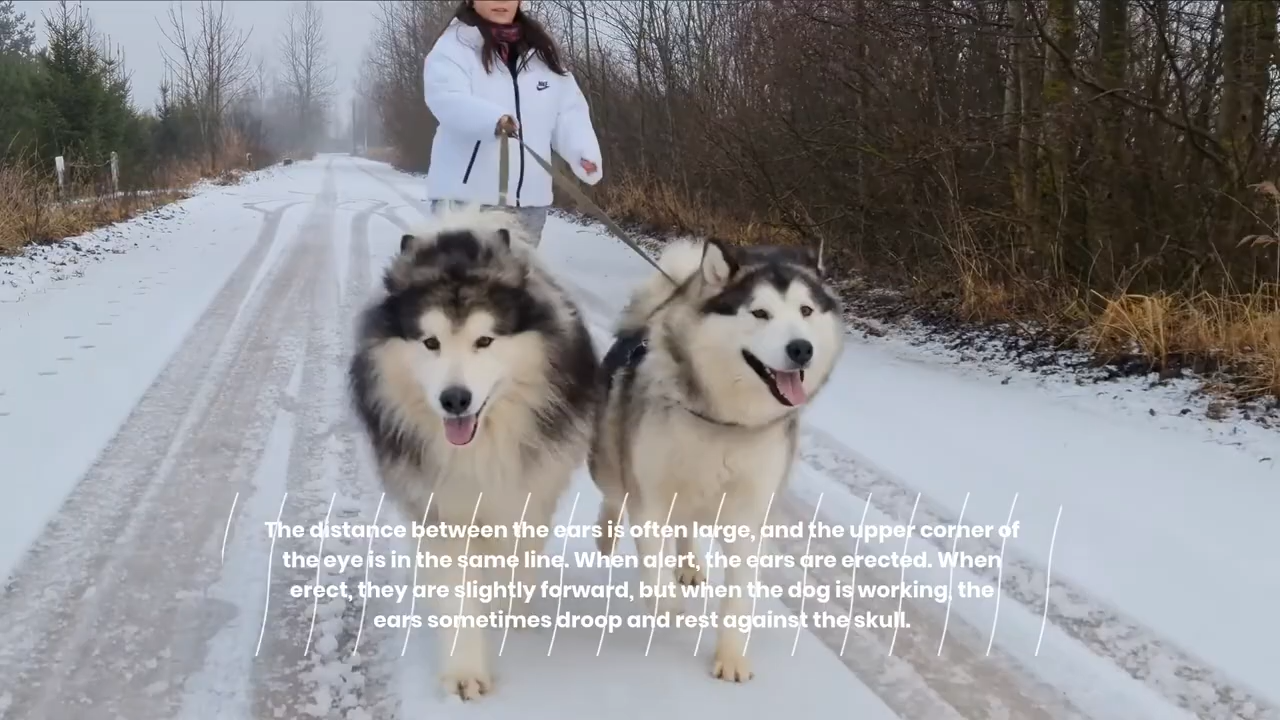 The distance between the ears is often large, and the upper corner of
the eye is in the same line. When alert, the ears are erected. When
erect, they are slightly forward, but when the dog is working, the
ears sometimes droop and rest against the skull.